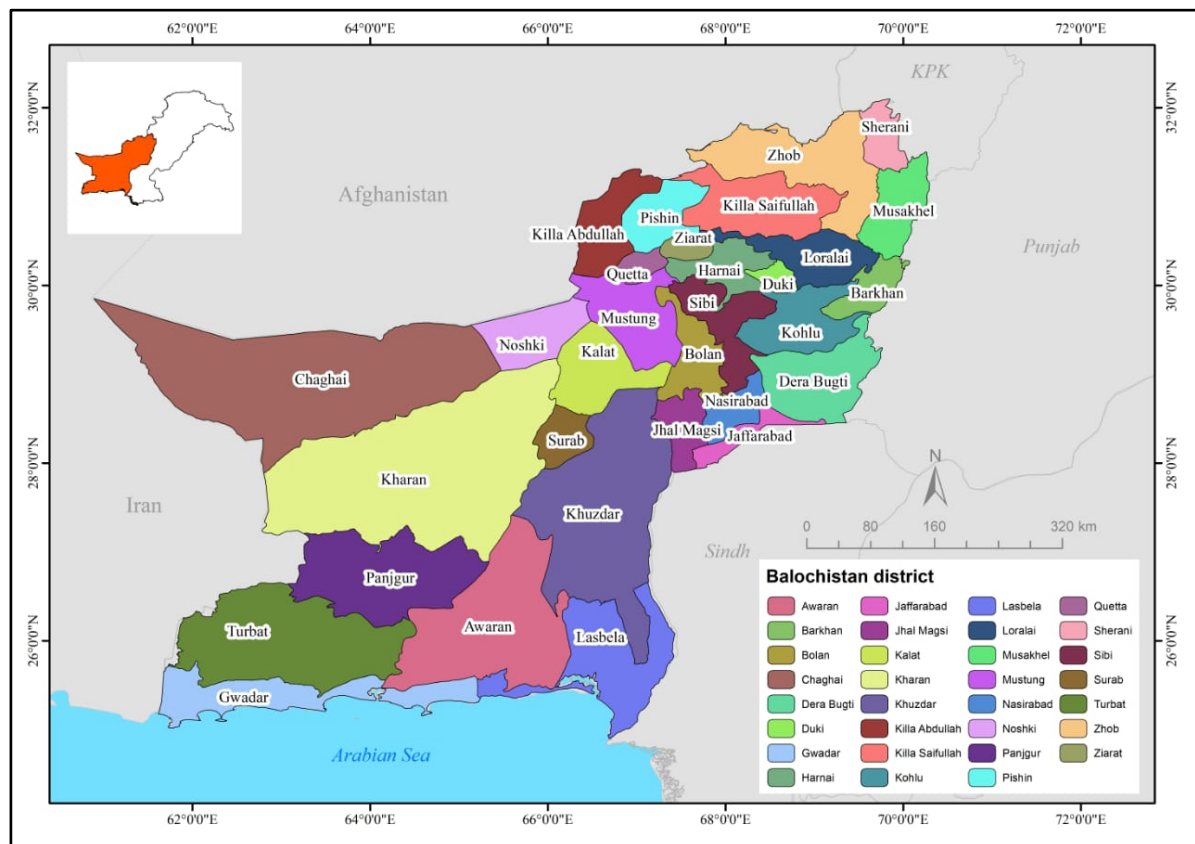 62°0'0"E 64°0'0"E 66°0'0"E 68°0'0"E 70°0'0"E 72°0'0"E
32°0'0"N
32°0'0"N
30°0'0"N
30°0'0"N
28°0'0"N
28°0'0"N
26°0'0"N
26°0'0"N
KPK
Sherani
Zhob
Afghanistan
Killa Saifullah
Musakhel
Pishin
Killa Abdullah
Ziarat
Punjab
Loralai
Quetta
Harnai
Duki
Barkhan
Sibi
Mustung
Kohlu
Noshki
Kalat
Bolan
Chaghai
Dera Bugti
Nasirabad
Jhal Magsi
Jaffarabad
Surab
Kharan
N
Iran
Khuzdar
0 80 160 320 km
Sindh
Panjgur
Turbat
Awaran
Lasbela
Gwadar
Arabian Sea
Balochistan district
Awaran
Barkhan
Bolan
Chaghai
Dera Bugti
Duki
Gwadar
Harnai
Jaffarabad
Jhal Magsi
Kalat
Kharan
Khuzdar
Killa Abdullah
Killa Saifullah
Kohlu
Lasbela
Loralai
Musakhel
Mustung
Nasirabad
Noshki
Panjgur
Pishin
Quetta
Sherani
Sibi
Surab
Turbat
Zhob
Ziarat
62°0'0"E 64°0'0"E 66°0'0"E 68°0'0"E 70°0'0"E 72°0'0"E